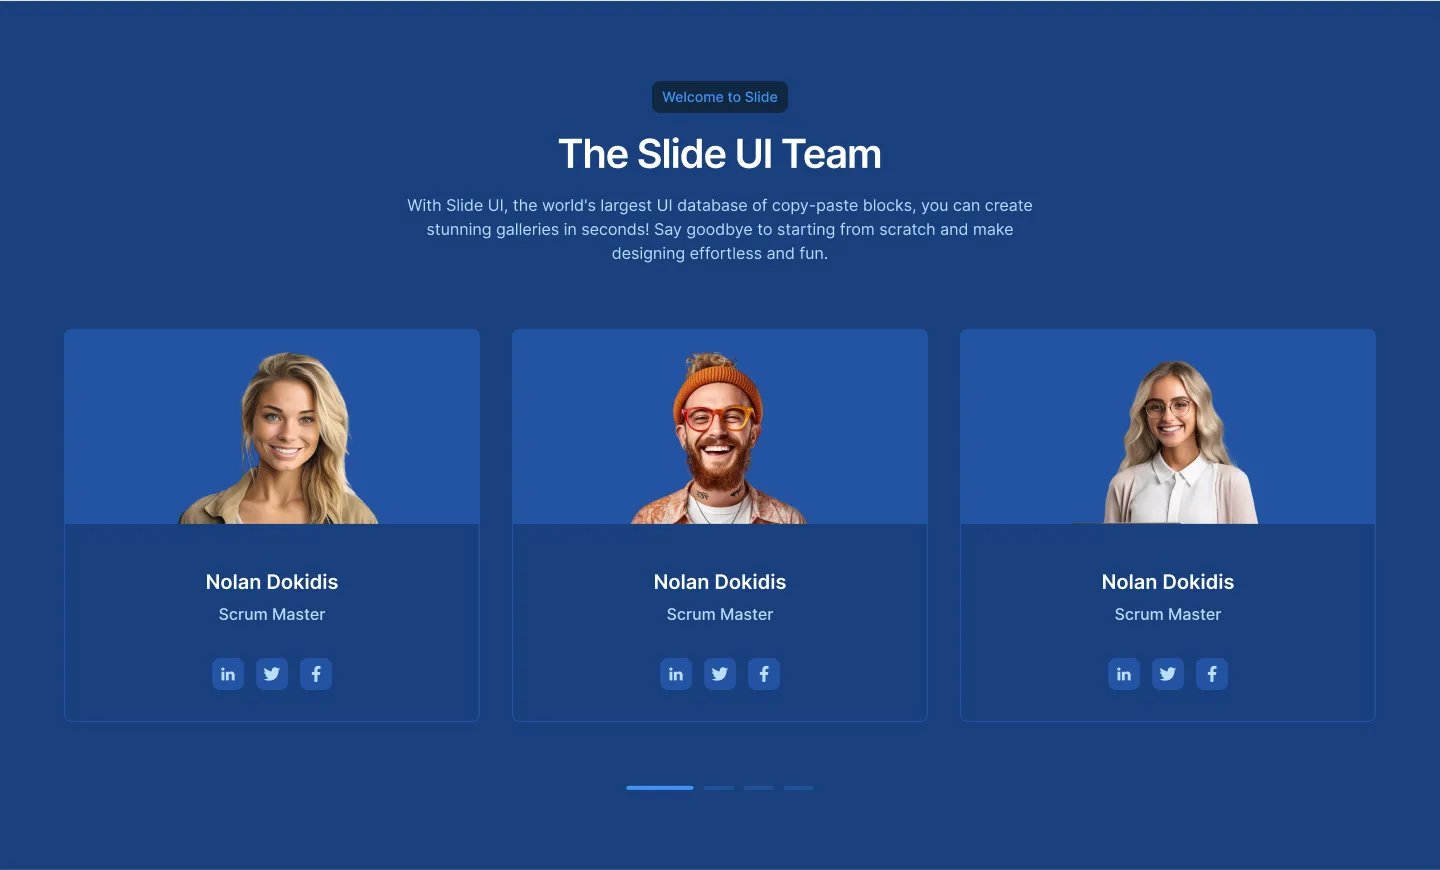 Welcome to Slide
The Slide UI Team
With Slide UI, the world's largest UI database of copy-paste blocks, you can create
stunning galleries in seconds! Say goodbye to starting from scratch and make
designing effortless and fun.
Nolan Dokidis
Scrum Master
in
f
Nolan Dokidis
Scrum Master
in
f
Nolan Dokidis
Scrum Master
in
f